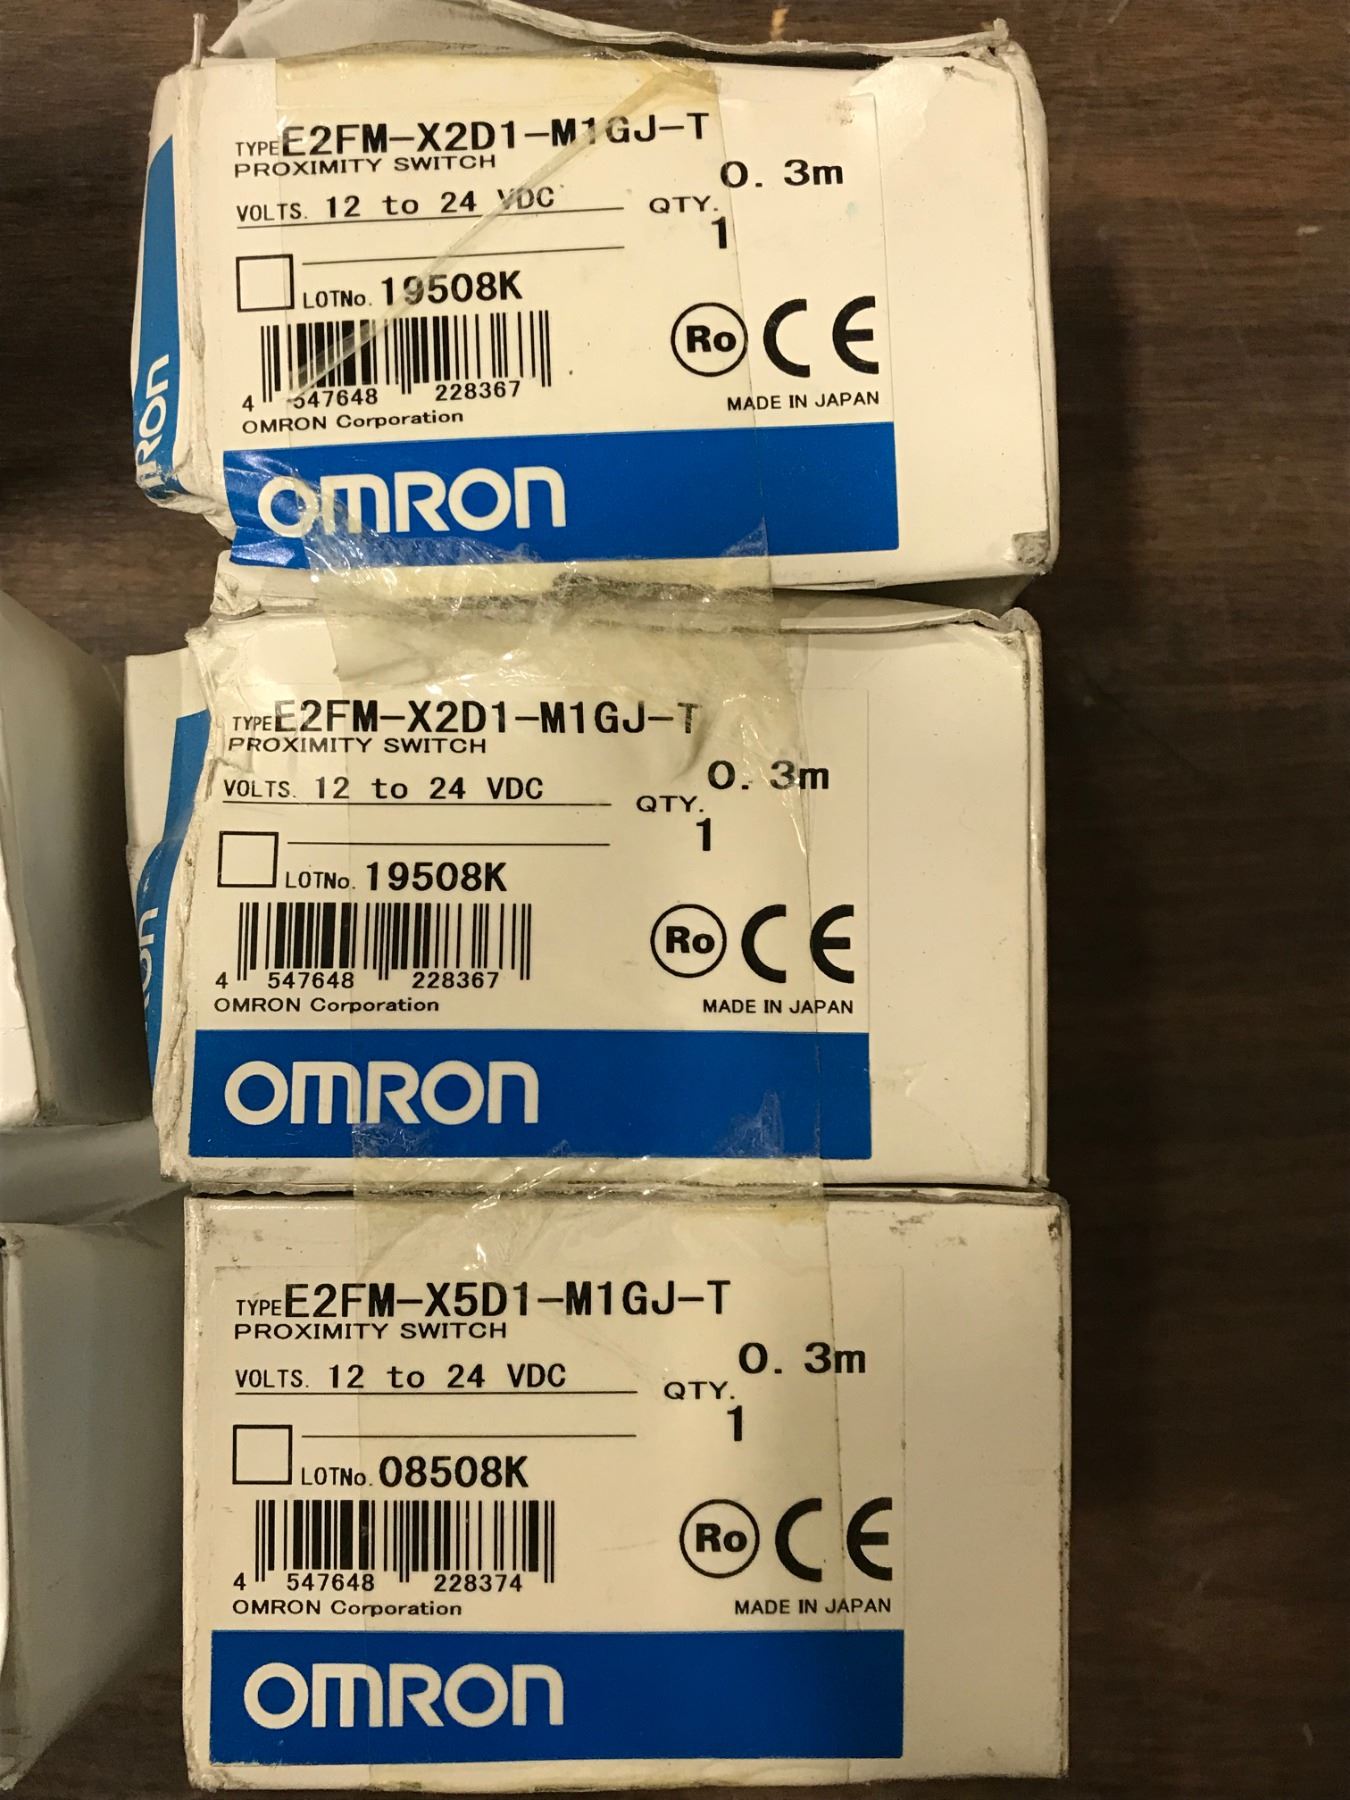 TYPE E2FM-X2D1-M1GJ-T
PROXIMITY SWITCH
0.3m
VOLTS. 12 to 24 VDC QTY.
1
LOTNo. 19508K
4 547648 228367
Ro CE
OMRON Corporation
MADE IN JAPAN
OMRON
TYPE E2FM-X2D1-M1GJ-T
PROXIMITY SWITCH
0.3m
VOLTS. 12 to 24 VDC QTY.
1
LOTNo. 19508K
4 547648 228367
Ro CE
OMRON Corporation
MADE IN JAPAN
OMRON
TYPE E2FM-X5D1-M1GJ-T
PROXIMITY SWITCH
0.3m
VOLTS. 12 to 24 VDC QTY.
1
LOTNo. 08508K
4 547648 228374
Ro CE
OMRON Corporation
MADE IN JAPAN
OMRON